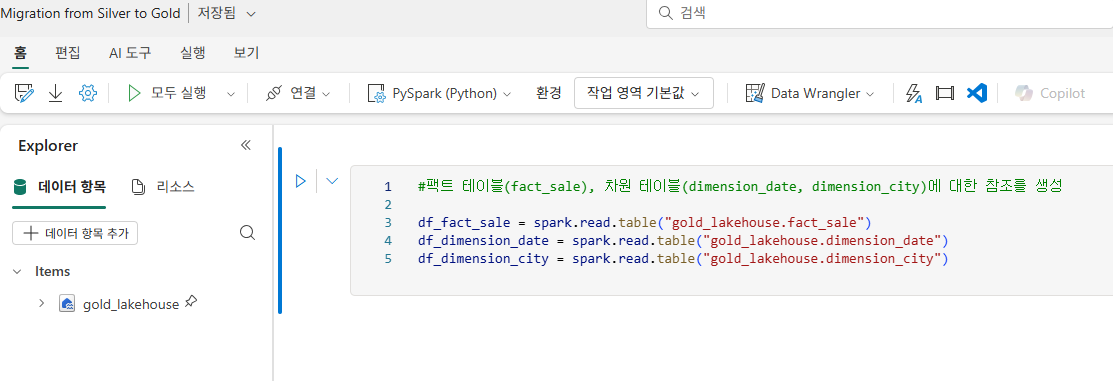 Migration from Silver to Gold 저장됨 검색
홈 편집 AI 도구 실행 보기
모두 실행 연결 PySpark (Python) 환경 작업 영역 기본값 Data Wrangler Copilot
Explorer
데이터 항목 리소스
데이터 항목 추가
Items
gold_lakehouse
1 #팩트 테이블(fact_sale), 차원 테이블(dimension_date, dimension_city)에 대한 참조를 생성
2
3 df_fact_sale = spark.read.table("gold_lakehouse.fact_sale")
4 df_dimension_date = spark.read.table("gold_lakehouse.dimension_date")
5 df_dimension_city = spark.read.table("gold_lakehouse.dimension_city")